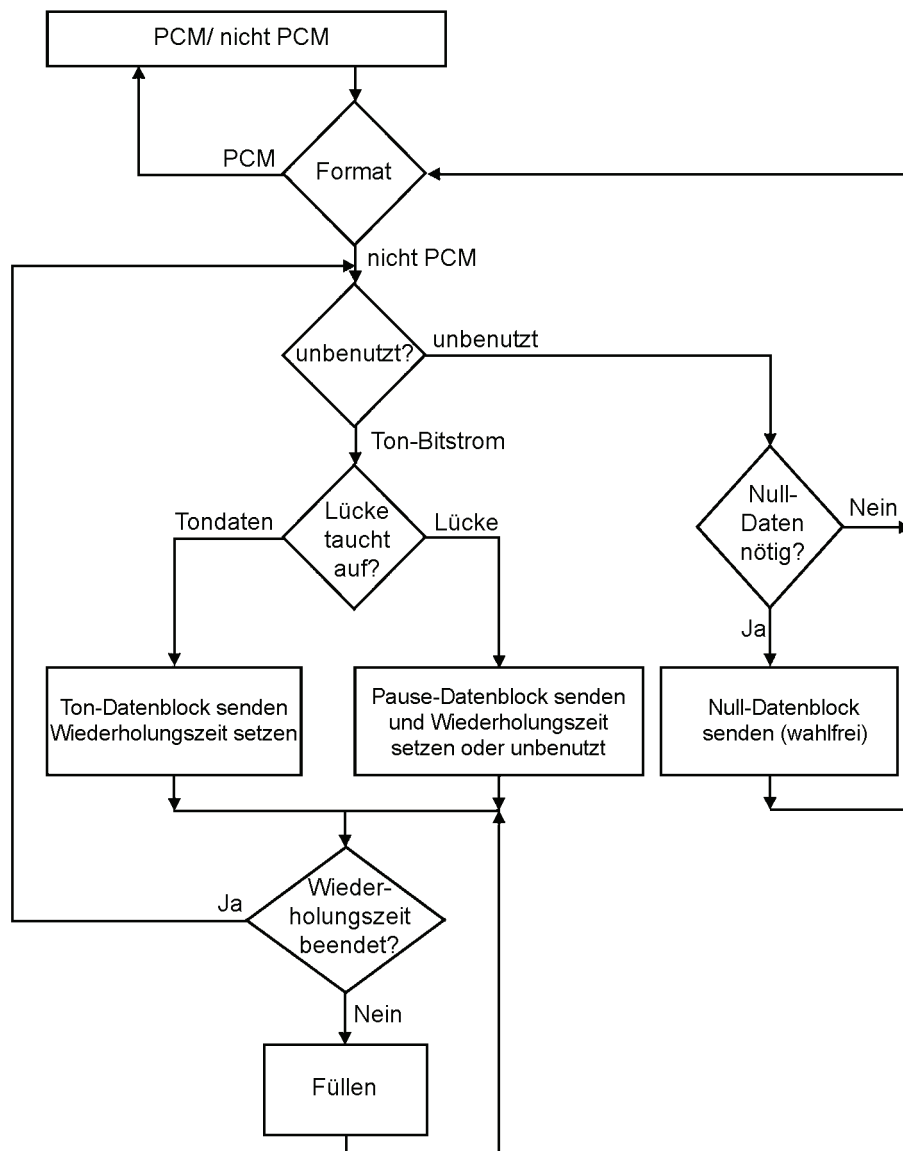 PCM/ nicht PCM
PCM
Format
nicht PCM
unbenutzt?
unbenutzt
Ton-Bitstrom
Tondaten
Lücke
taucht
auf?
Lücke
Null-
Daten
nötig?
Nein
Ja
Ton-Datenblock senden
Wiederholungszeit setzen
Pause-Datenblock senden
und Wiederholungszeit
setzen oder unbenutzt
Null-Datenblock
senden (wahlfrei)
Ja
Wieder-
holungszeit
beendet?
Nein
Füllen